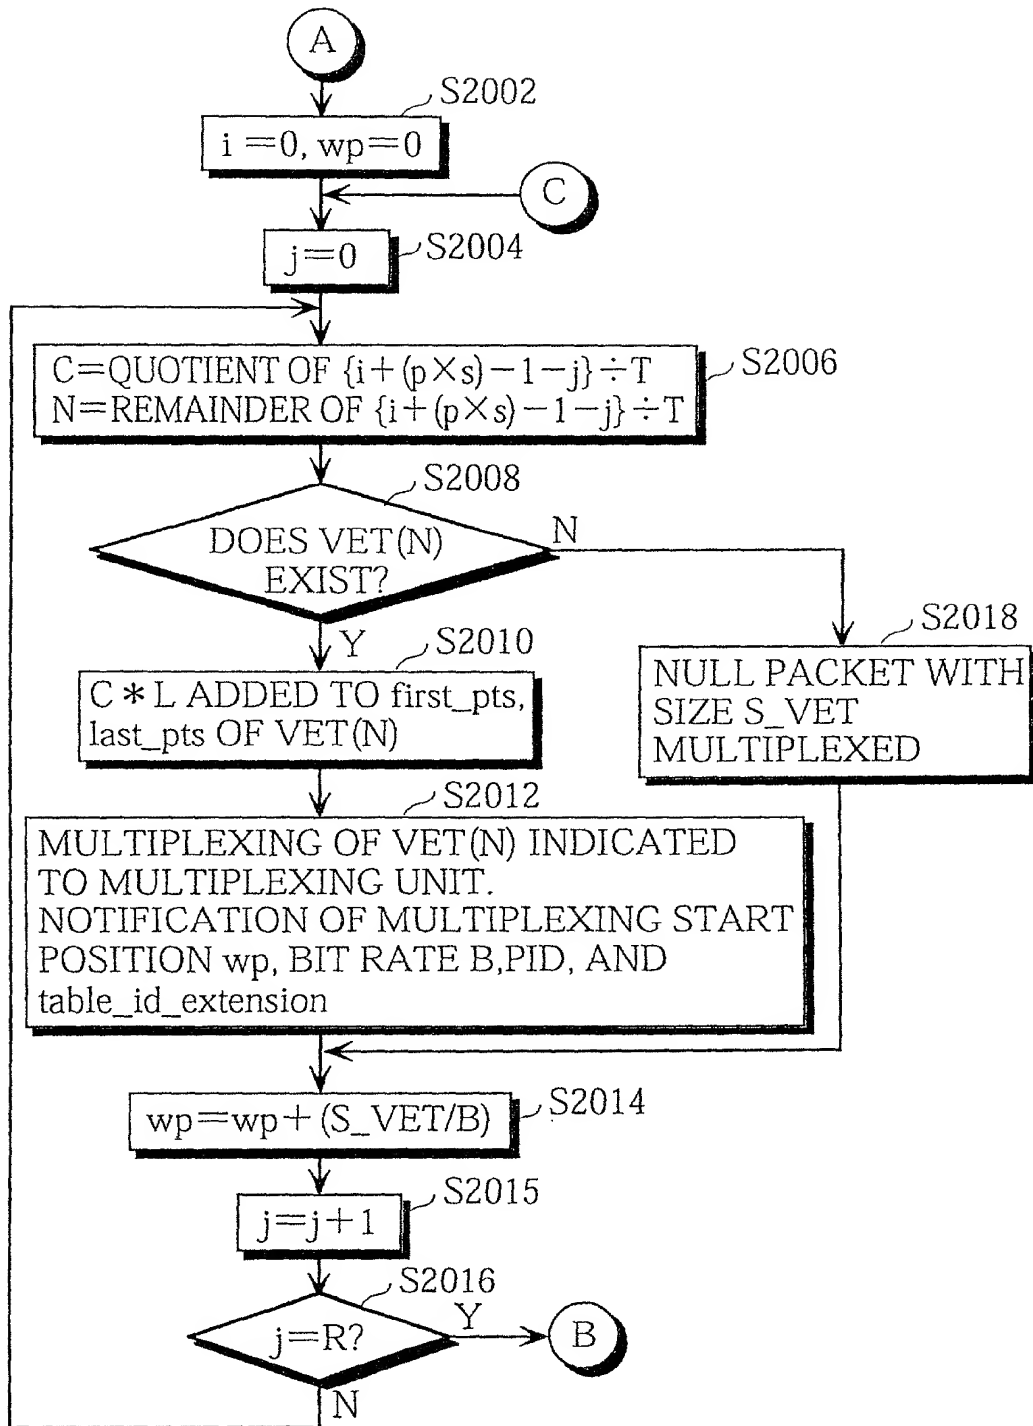 A
S2002
i=0, wp=0
C
S2004
j=0
S2006
C=QUOTIENT OF {i+(p×s)−1−j}÷T
N=REMAINDER OF {i+(p×s)−1−j}÷T
S2008
DOES VET(N)
EXIST?
N
Y
S2010
C*L ADDED TO first_pts,
last_pts OF VET(N)
S2018
NULL PACKET WITH
SIZE S_VET
MULTIPLEXED
S2012
MULTIPLEXING OF VET(N) INDICATED
TO MULTIPLEXING UNIT.
NOTIFICATION OF MULTIPLEXING START
POSITION wp, BIT RATE B,PID, AND
table_id_extension
S2014
wp=wp+(S_VET/B)
S2015
j=j+1
S2016
j=R?
Y
B
N